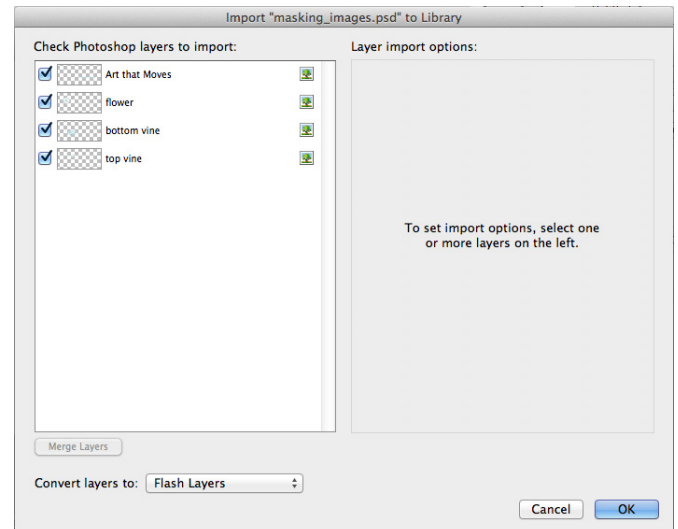 Import "masking_images.psd" to Library
Check Photoshop layers to import:
Layer import options:
Art that Moves
flower
bottom vine
top vine
To set import options, select one
or more layers on the left.
Merge Layers
Convert layers to: Flash Layers
Cancel OK